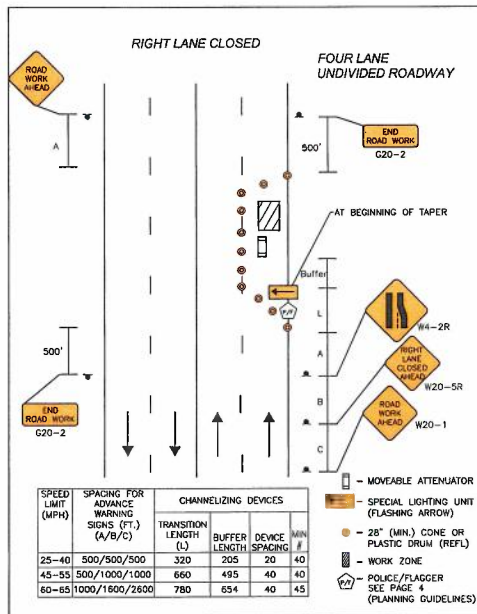 RIGHT LANE CLOSED
FOUR LANE
UNDIVIDED ROADWAY
ROAD
WORK
AHEAD
A
500'
END
ROAD WORK
G20-2
AT BEGINNING OF TAPER
Buffer
L
P/F
W4-2R
A
500'
RIGHT
LANE
CLOSED
AHEAD
W20-5R
B
END
ROAD WORK
G20-2
ROAD
WORK
AHEAD
W20-1
C
SPEED LIMIT (MPH) SPACING FOR ADVANCE WARNING SIGNS (FT.) (A/B/C) CHANNELIZING DEVICES
TRANSITION LENGTH (L) BUFFER LENGTH DEVICE SPACING MIN #
25-40 500/500/500 320 205 20 40
45-55 500/1000/1000 660 495 40 40
60-65 1000/1600/2600 780 654 40 45
- MOVEABLE ATTENUATOR
- SPECIAL LIGHTING UNIT
(FLASHING ARROW)
- 28" (MIN.) CONE OR
PLASTIC DRUM (REFL)
- WORK ZONE
P/F - POLICE/FLAGGER
SEE PAGE 4
(PLANNING GUIDELINES)